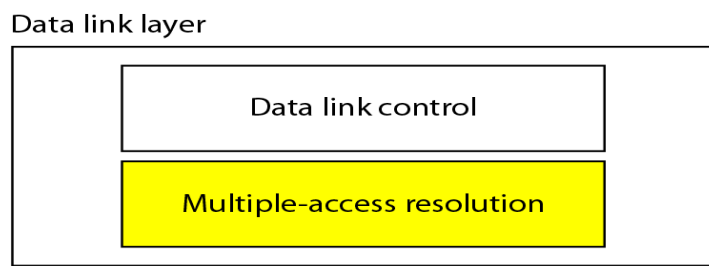 Data link layer
Data link control
Multiple-access resolution